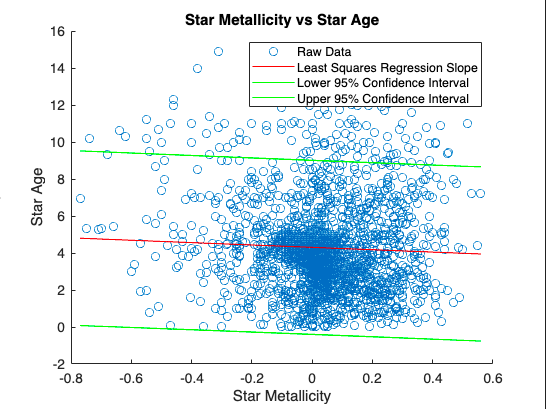 Star Metallicity vs Star Age
16
14
12
10
8
6
4
2
0
-2
Star Age
Raw Data
Least Squares Regression Slope
Lower 95% Confidence Interval
Upper 95% Confidence Interval
-0.8
-0.6
-0.4
-0.2
0
0.2
0.4
0.6
Star Metallicity